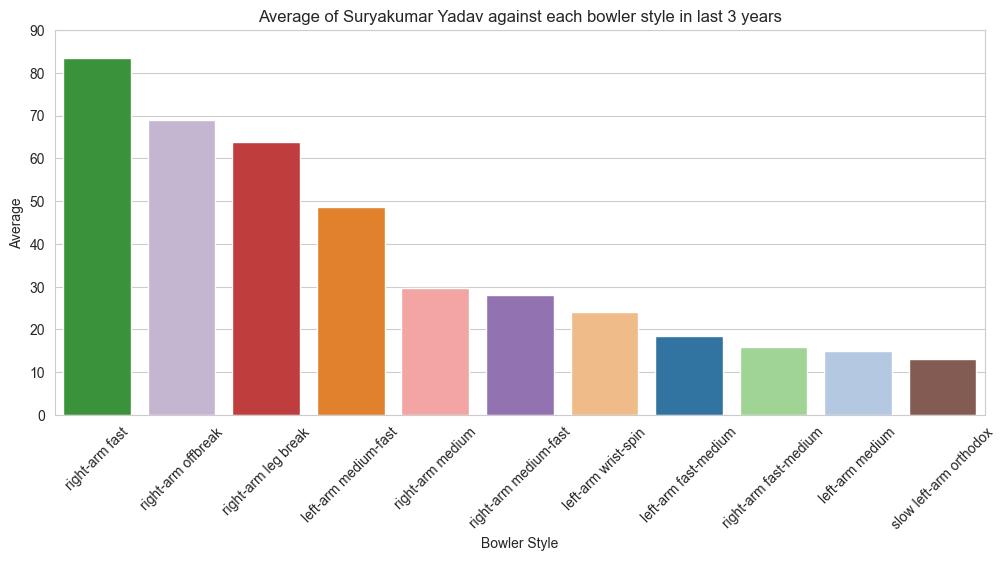 Average of Suryakumar Yadav against each bowler style in last 3 years
Average
90
80
70
60
50
40
30
20
10
0
right-arm fast
right-arm offbreak
right-arm leg break
left-arm medium-fast
right-arm medium
right-arm medium-fast
left-arm wrist-spin
left-arm fast-medium
right-arm fast-medium
left-arm medium
slow left-arm orthodox
Bowler Style